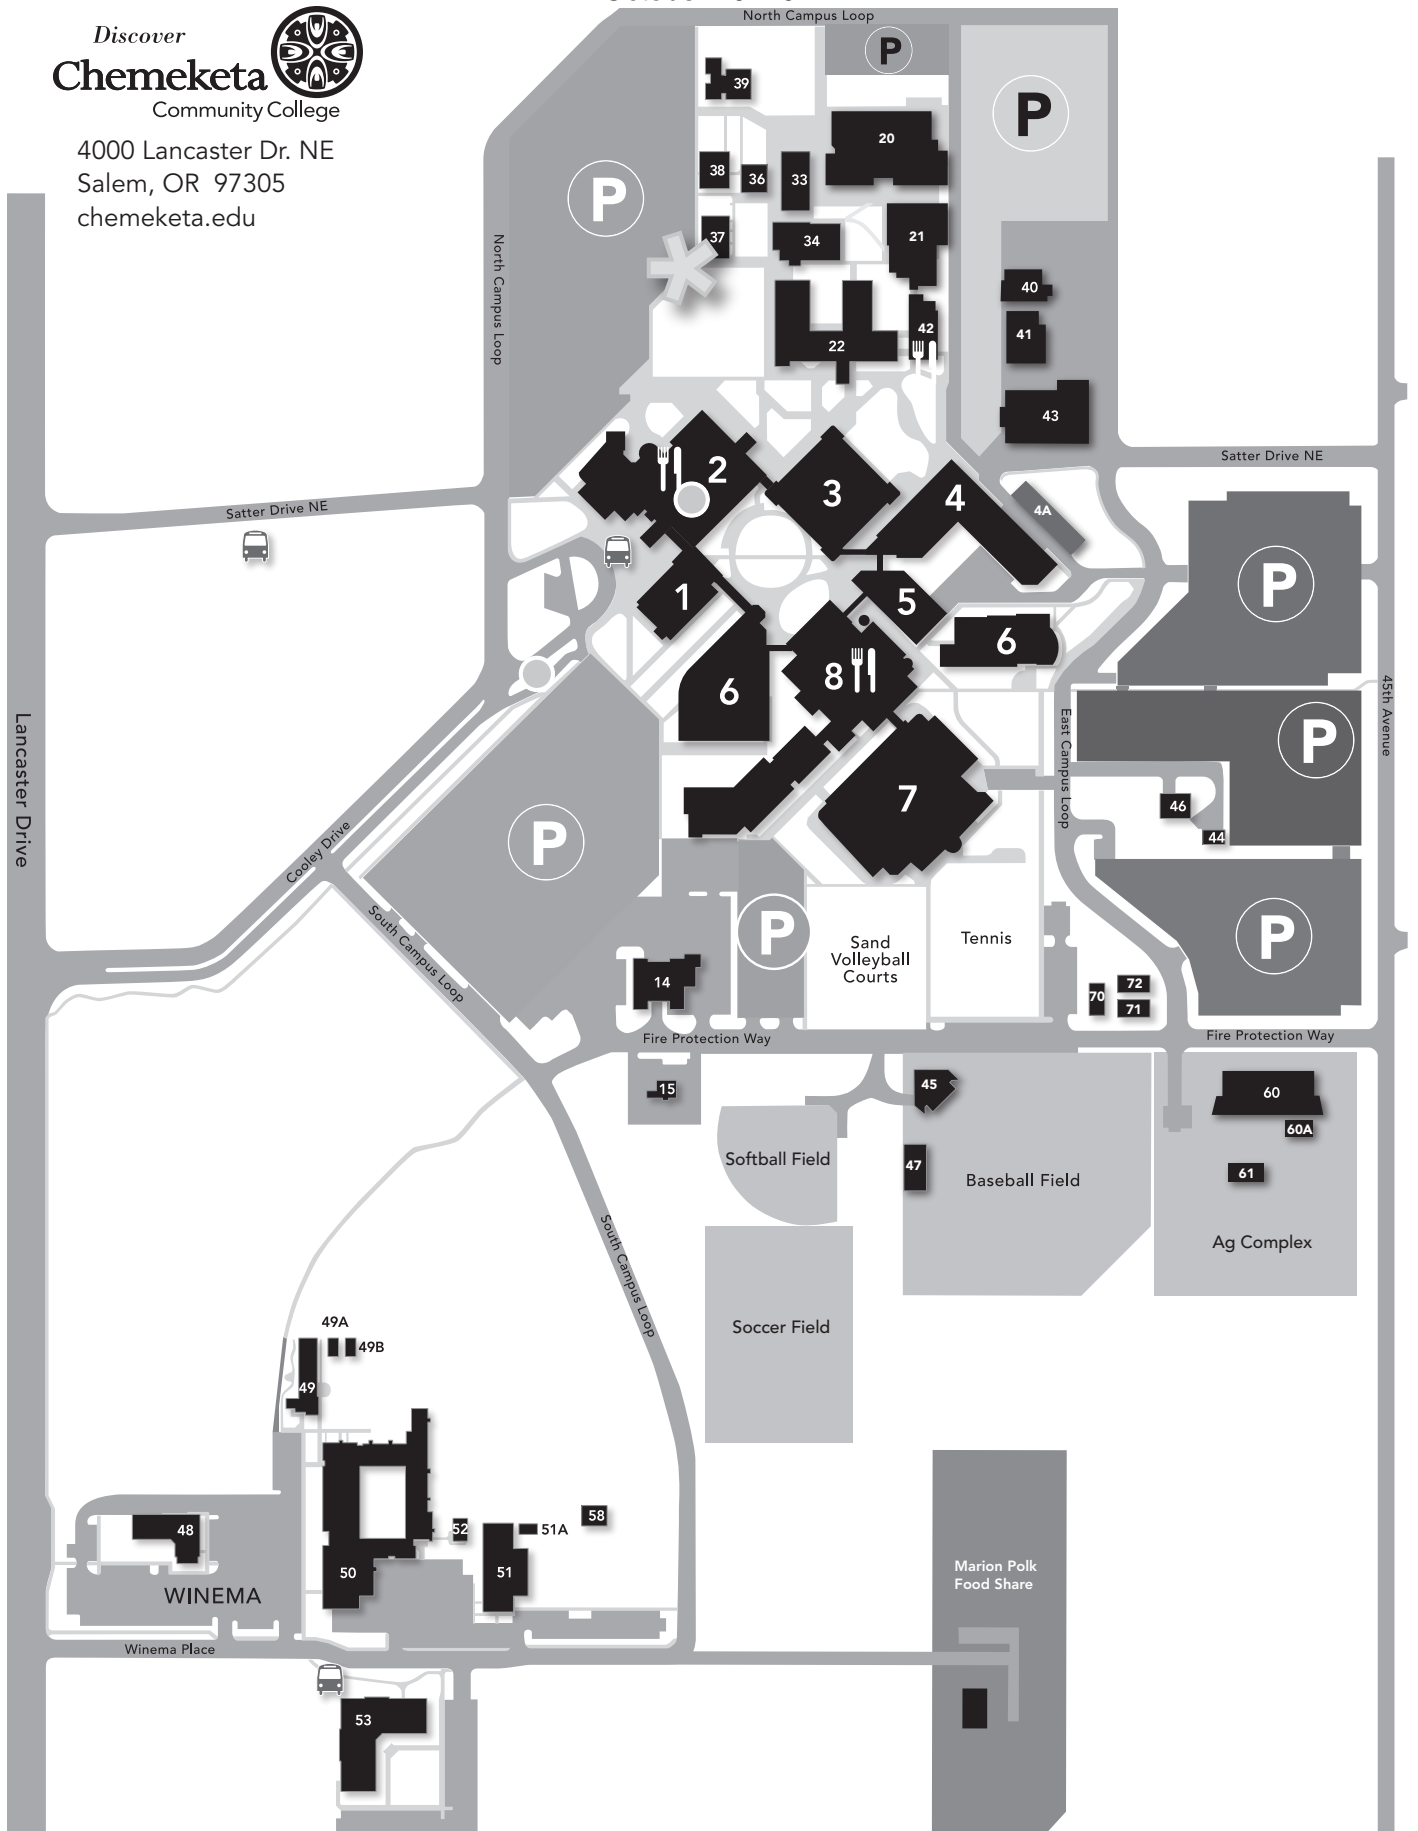 North Campus Loop
Discover
Chemeketa
Community College
4000 Lancaster Dr. NE
Salem, OR 97305
chemeketa.edu
P
P
P
39
20
38
36
33
37
34
21
North Campus Loop
40
41
42
22
43
Satter Drive NE
2
3
4
4A
Satter Drive NE
P
1
5
6
6
8
45th Avenue
Lancaster Drive
East Campus Loop
P
7
46
44
P
Cooley Drive
South Campus Loop
P
P
Sand
Volleyball
Courts
Tennis
14
72
70
71
Fire Protection Way
Fire Protection Way
15
45
60
60A
Softball Field
47
61
Baseball Field
Ag Complex
South Campus Loop
Soccer Field
49A
49B
49
58
48
52
51A
50
51
Marion Polk
Food Share
WINEMA
Winema Place
53